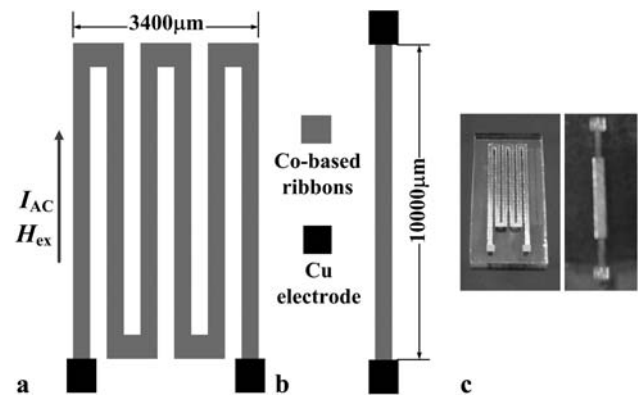 3400μm
I_AC
H_ex
Co-based
ribbons
Cu
electrode
10000μm
a
b
c